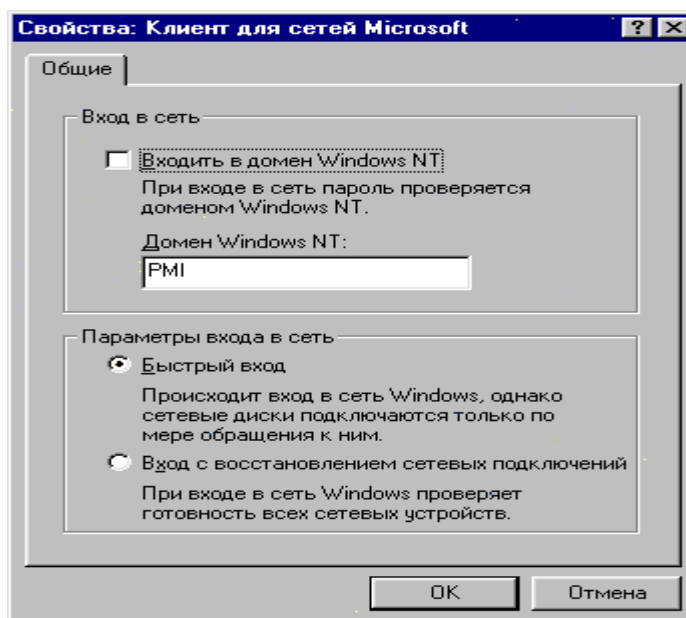 Свойства: Клиент для сетей Microsoft
Общие
Вход в сеть
Входить в домен Windows NT
При входе в сеть пароль проверяется
доменом Windows NT.
Домен Windows NT:
PMI
Параметры входа в сеть
Быстрый вход
Происходит вход в сеть Windows, однако
сетевые диски подключаются только по
мере обращения к ним.
Вход с восстановлением сетевых подключений
При входе в сеть Windows проверяет
готовность всех сетевых устройств.
OK Отмена